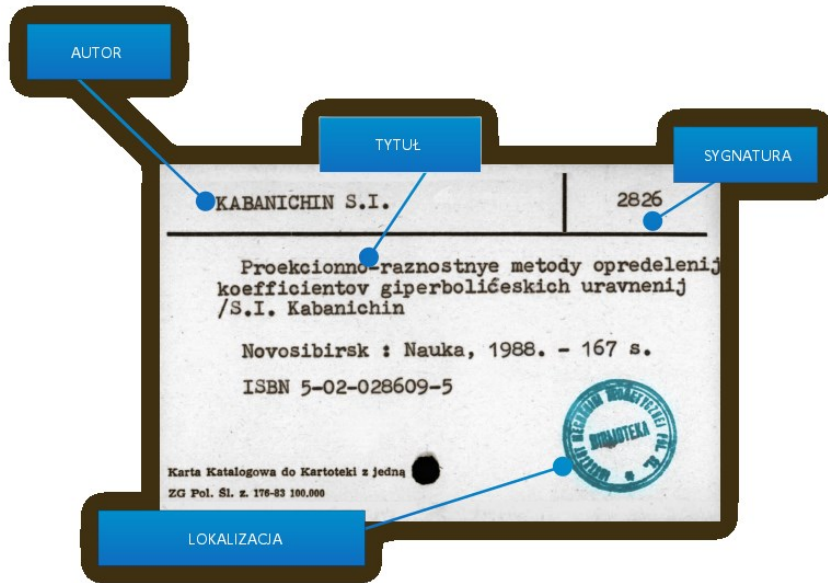 AUTOR
TYTUŁ
SYGNATURA
KABANICHIN S.I.
2826
Proekcionno-raznostnye metody opredelenij
koefficientov giperbolićeskich uravnenij
/S.I. Kabanichin
Novosibirsk : Nauka, 1988. - 167 s.
ISBN 5-02-028609-5
BIBLIOTEKA
Karta Katalogowa do Kartoteki z jedną
ZG Pol. Śl. z. 176-83 100.000
LOKALIZACJA